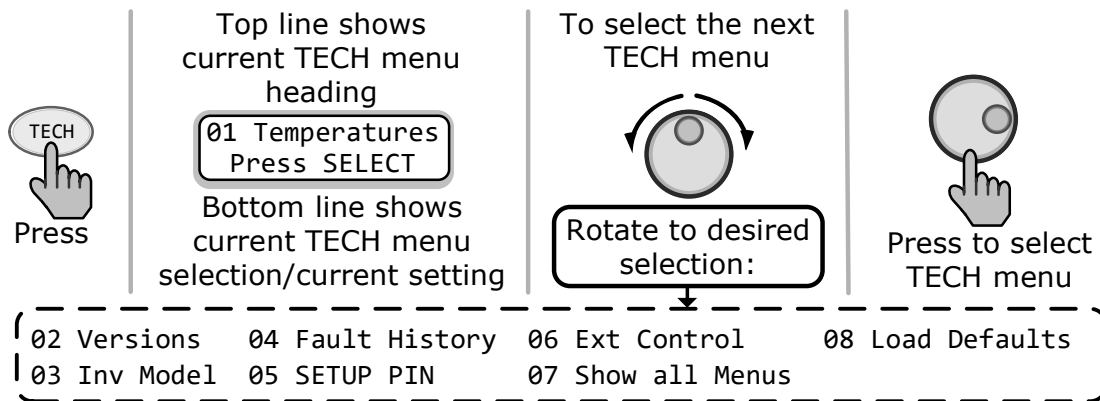 TECH
Press
Top line shows
current TECH menu
heading
01 Temperatures
Press SELECT
Bottom line shows
current TECH menu
selection/current setting
To select the next
TECH menu
Rotate to desired
selection:
Press to select
TECH menu
02 Versions 04 Fault History 06 Ext Control 08 Load Defaults
03 Inv Model 05 SETUP PIN 07 Show all Menus